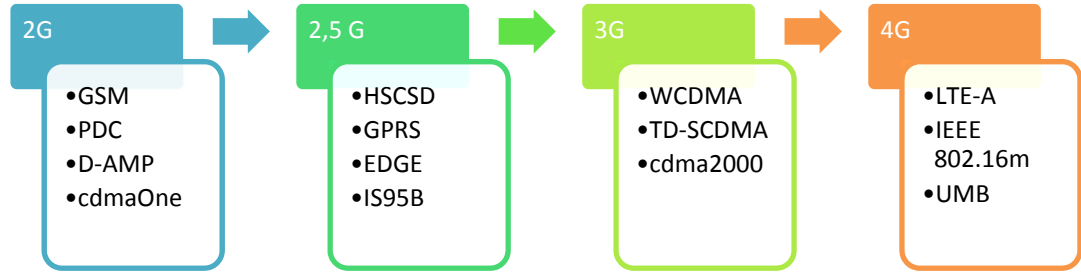 2G
•GSM
•PDC
•D-AMP
•cdmaOne
2,5 G
•HSCSD
•GPRS
•EDGE
•IS95B
3G
•WCDMA
•TD-SCDMA
•cdma2000
4G
•LTE-A
•IEEE
802.16m
•UMB